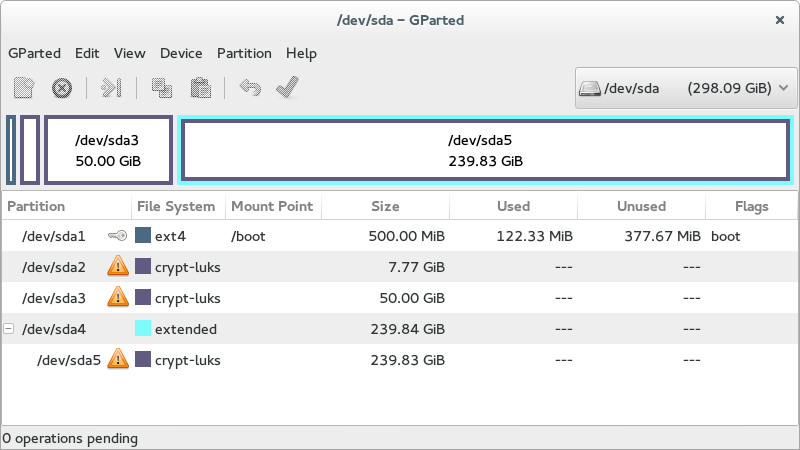 /dev/sda – GParted
GParted Edit View Device Partition Help
/dev/sda (298.09 GiB)
/dev/sda3 /dev/sda5
50.00 GiB 239.83 GiB
Partition File System Mount Point Size Used Unused Flags
/dev/sda1 ext4 /boot 500.00 MiB 122.33 MiB 377.67 MiB boot
/dev/sda2 crypt-luks 7.77 GiB --- ---
/dev/sda3 crypt-luks 50.00 GiB --- ---
/dev/sda4 extended 239.84 GiB --- ---
/dev/sda5 crypt-luks 239.83 GiB --- ---
0 operations pending